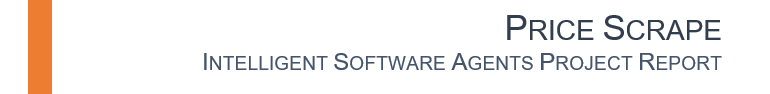 PRICE SCRAPE
INTELLIGENT SOFTWARE AGENTS PROJECT REPORT